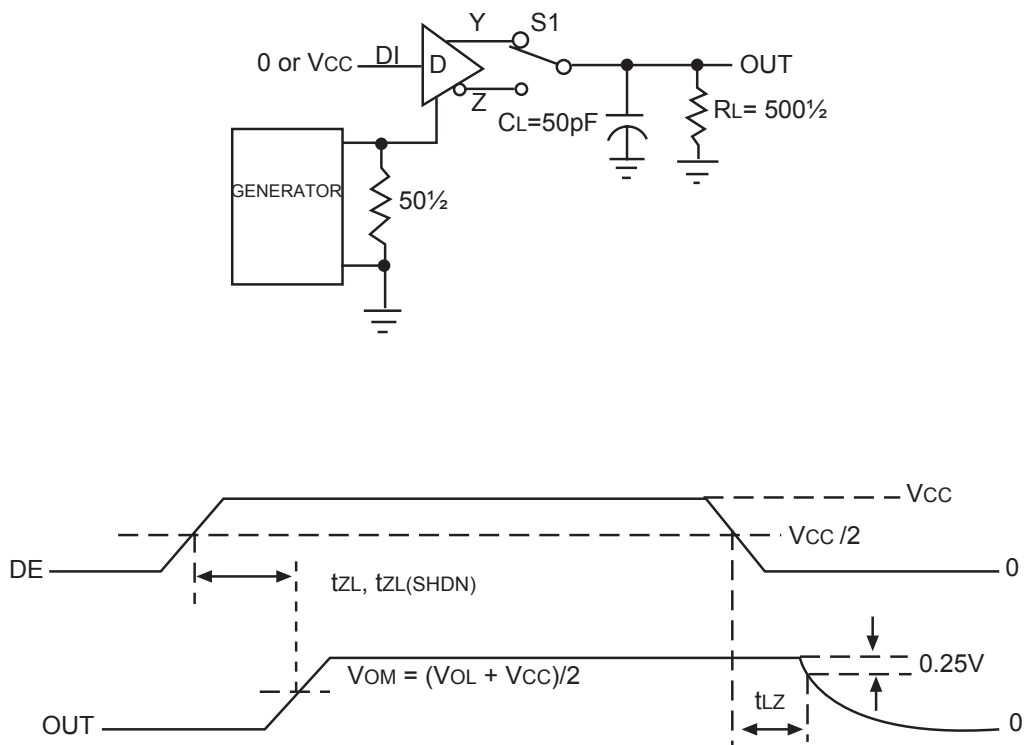 Y
S1
0 or VCC
DI
D
OUT
Z
CL=50pF
RL= 500½
GENERATOR
50½
VCC
VCC /2
DE
0
tZL, tZL(SHDN)
VOM = (VOL + VCC)/2
0.25V
tLZ
OUT
0